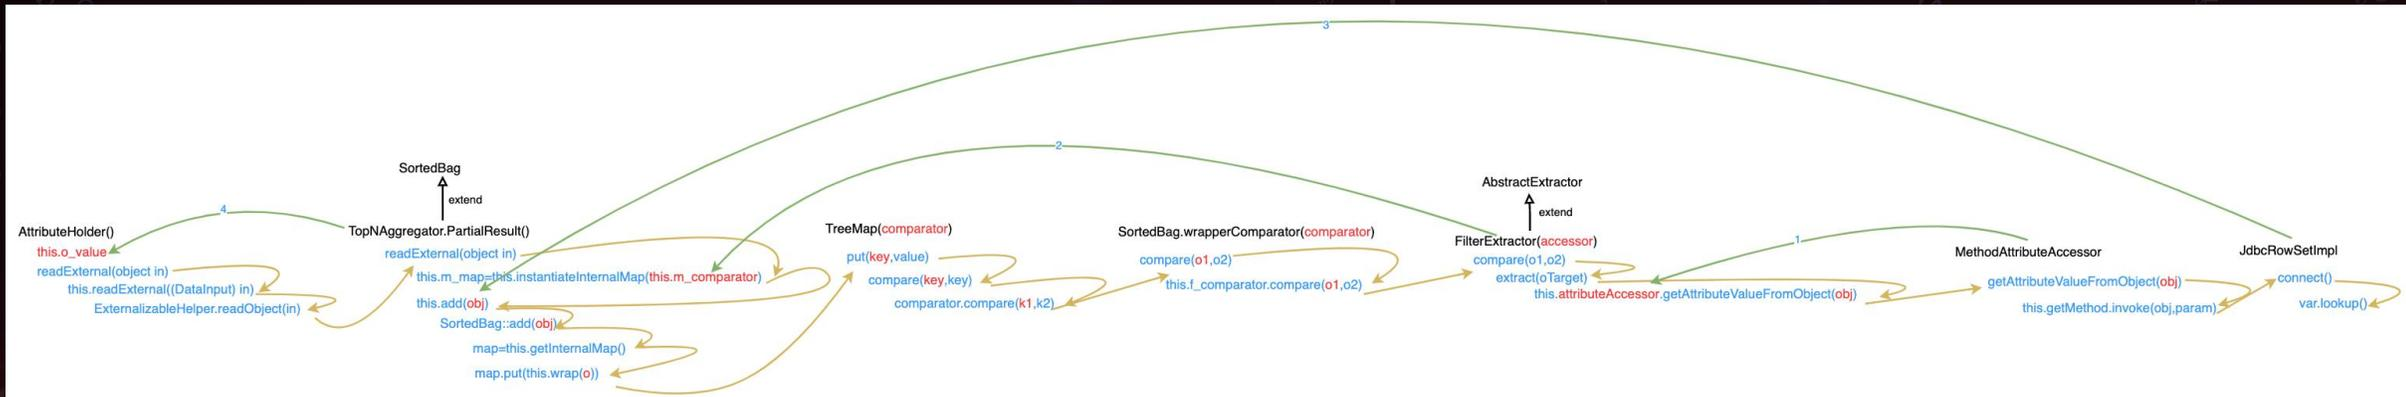 3
2
SortedBag
extend
4
AttributeHolder()
this.o_value
readExternal(object in)
this.readExternal((DataInput) in)
ExternalizableHelper.readObject(in)
TopNAggregator.PartialResult()
readExternal(object in)
this.m_map=this.instantiateInternalMap(this.m_comparator)
this.add(obj)
SortedBag::add(obj)
map=this.getInternalMap()
map.put(this.wrap(o))
TreeMap(comparator)
put(key,value)
compare(key,key)
comparator.compare(k1,k2)
SortedBag.wrapperComparator(comparator)
compare(o1,o2)
this.f_comparator.compare(o1,o2)
AbstractExtractor
extend
FilterExtractor(accessor)
compare(o1,o2)
extract(oTarget)
this.attributeAccessor.getAttributeValueFromObject(obj)
1
MethodAttributeAccessor
getAttributeValueFromObject(obj)
this.getMethod.invoke(obj,param)
JdbcRowSetImpl
connect()
var.lookup()